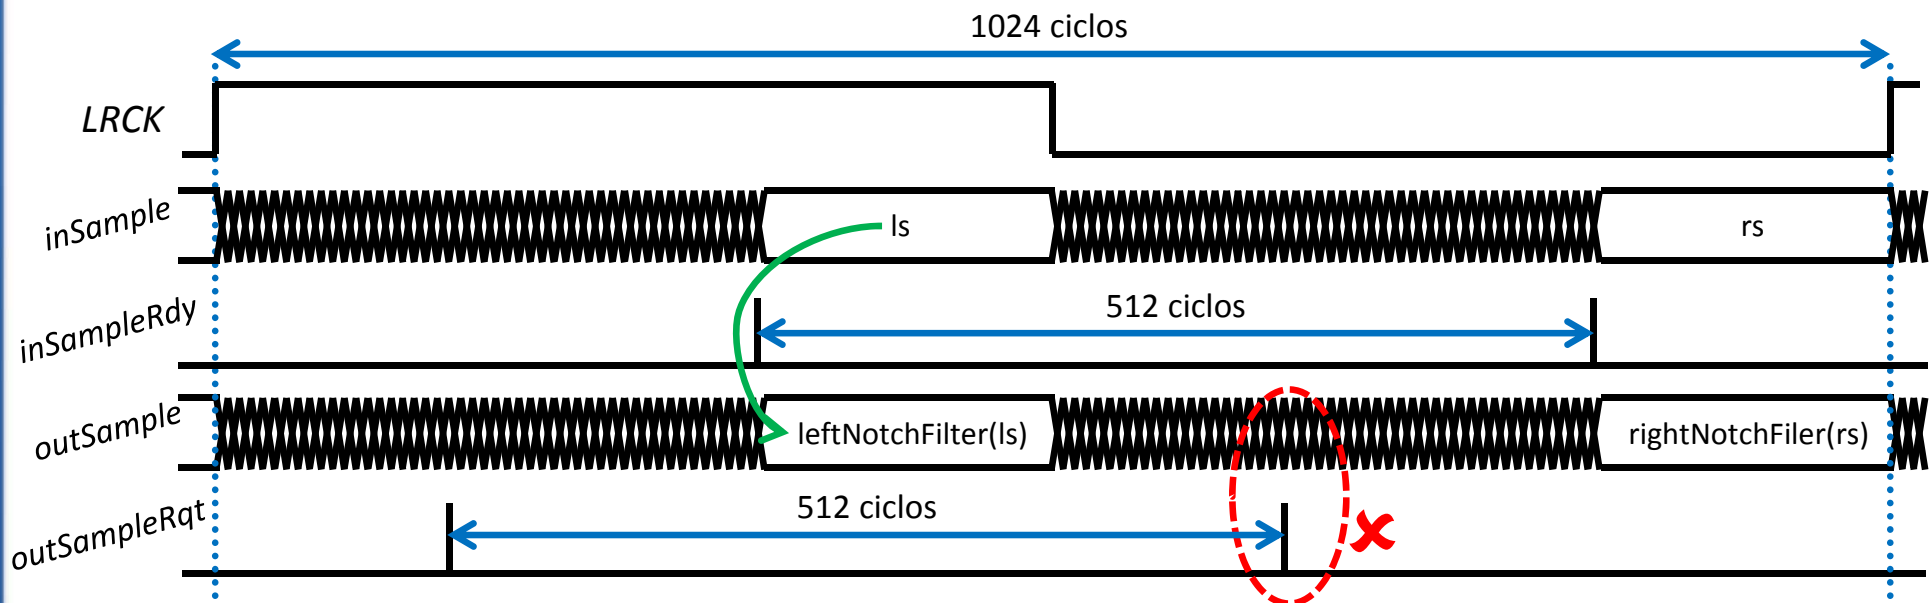 1024 ciclos
LRCK
inSample
ls
rs
inSampleRdy
512 ciclos
outSample
leftNotchFilter(ls)
rightNotchFiler(rs)
outSampleRqt
512 ciclos